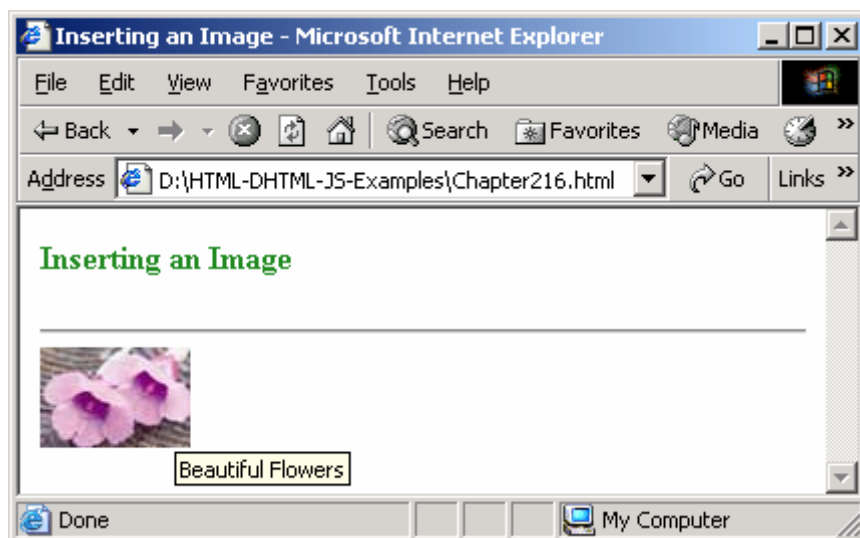 Inserting an Image - Microsoft Internet Explorer
File Edit View Favorites Tools Help
Back Search Favorites Media »
Address D:\HTML-DHTML-JS-Examples\Chapter216.html Go Links »
Inserting an Image
Beautiful Flowers
Done My Computer